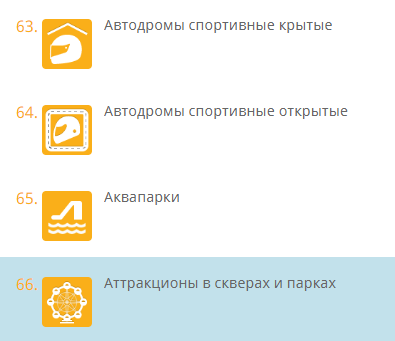 63. Автодромы спортивные крытые
64. Автодромы спортивные открытые
65. Аквапарки
66. Аттракционы в скверах и парках